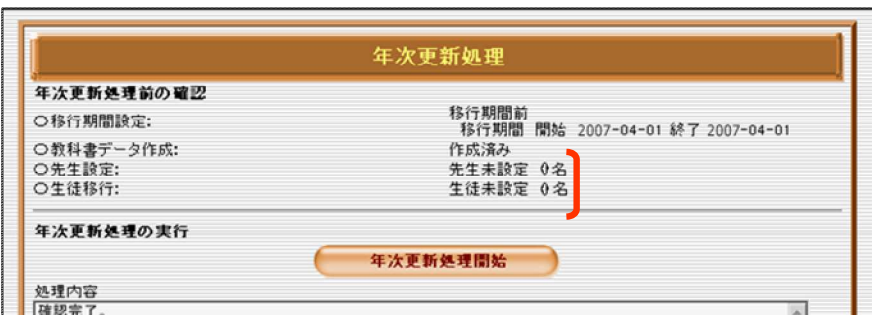 年次更新処理
年次更新処理前の確認
○移行期間設定: 移行期間前
移行期間 開始 2007-04-01 終了 2007-04-01
○教科書データ作成: 作成済み
○先生設定: 先生未設定 0名
○生徒移行: 生徒未設定 0名
年次更新処理の実行
年次更新処理開始
処理内容
確認完了。